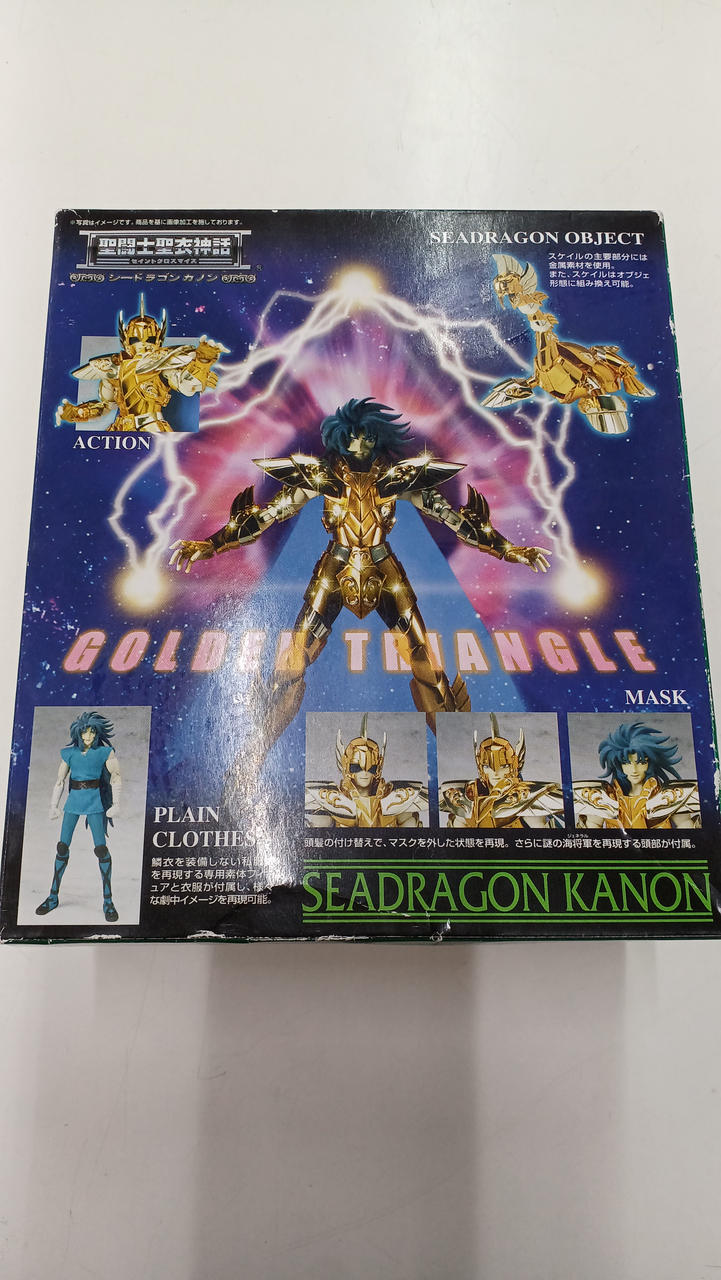 ※写真はイメージです。商品を基に画像加工を施しております。
聖闘士聖衣神話
セイントクロスマイス
シードラゴン カノン
®
SEADRAGON OBJECT
スケイルの主要部分には
金属素材を使用。
また、スケイルはオブジェ
形態に組み換え可能。
ACTION
GOLDEN TRIANGLE
MASK
PLAIN
CLOTHES
鱗衣を装備しない私服
を再現する専用素体フィ
ュアと衣服が付属し、様
な劇中イメージを再現可能。
頭髪の付け替えで、マスクを外した状態を再現。さらに謎の海将軍を再現する頭部が付属。
ジェネラル
SEADRAGON KANON